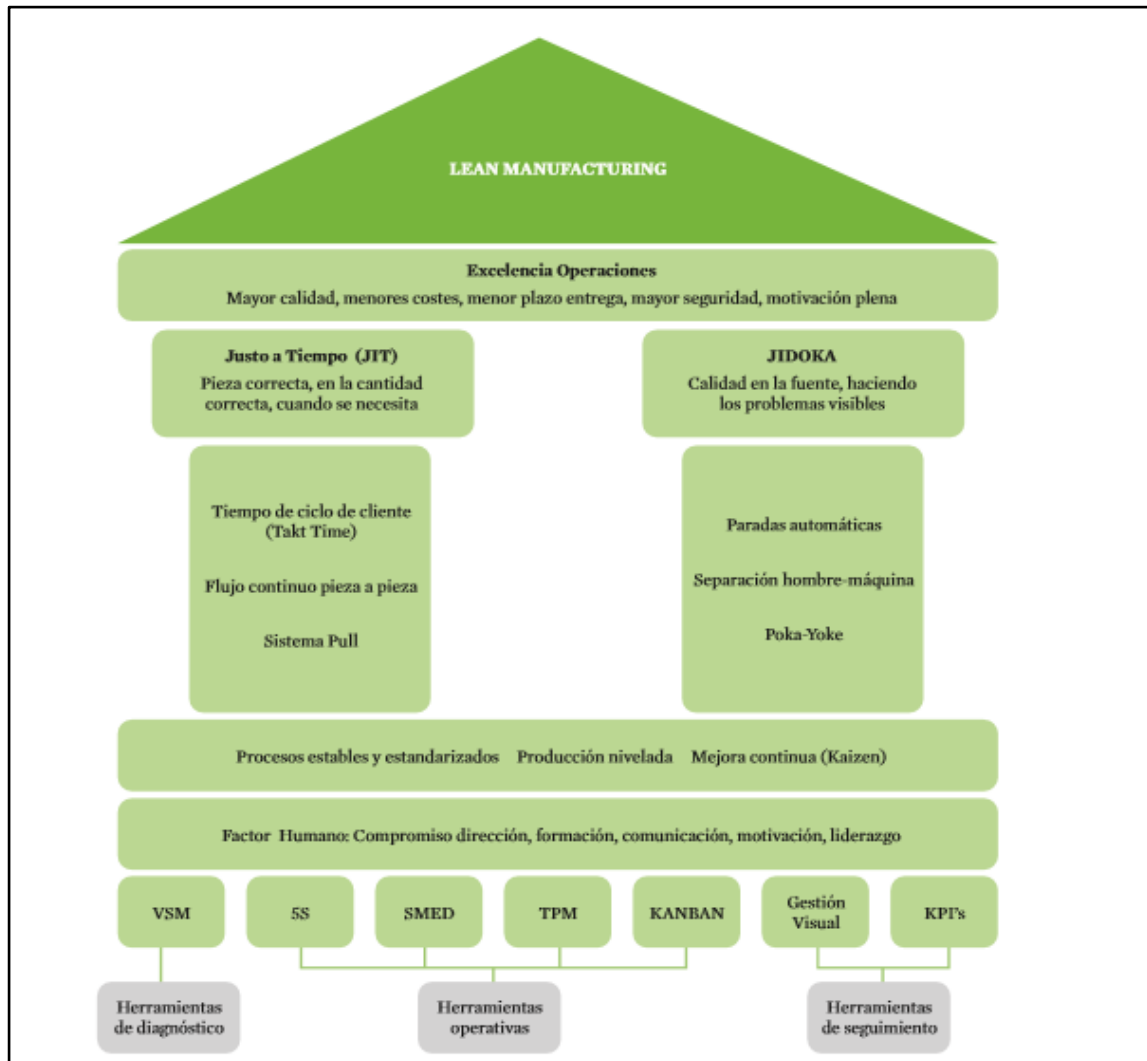 LEAN MANUFACTURING
Excelencia Operaciones
Mayor calidad, menores costes, menor plazo entrega, mayor seguridad, motivación plena
Justo a Tiempo (JIT)
Pieza correcta, en la cantidad
correcta, cuando se necesita
JIDOKA
Calidad en la fuente, haciendo
los problemas visibles
Tiempo de ciclo de cliente
(Takt Time)
Flujo continuo pieza a pieza
Sistema Pull
Paradas automáticas
Separación hombre-máquina
Poka-Yoke
Procesos estables y estandarizados Producción nivelada Mejora continua (Kaizen)
Factor Humano: Compromiso dirección, formación, comunicación, motivación, liderazgo
VSM
5S
SMED
TPM
KANBAN
Gestión
Visual
KPI's
Herramientas
de diagnóstico
Herramientas
operativas
Herramientas
de seguimiento